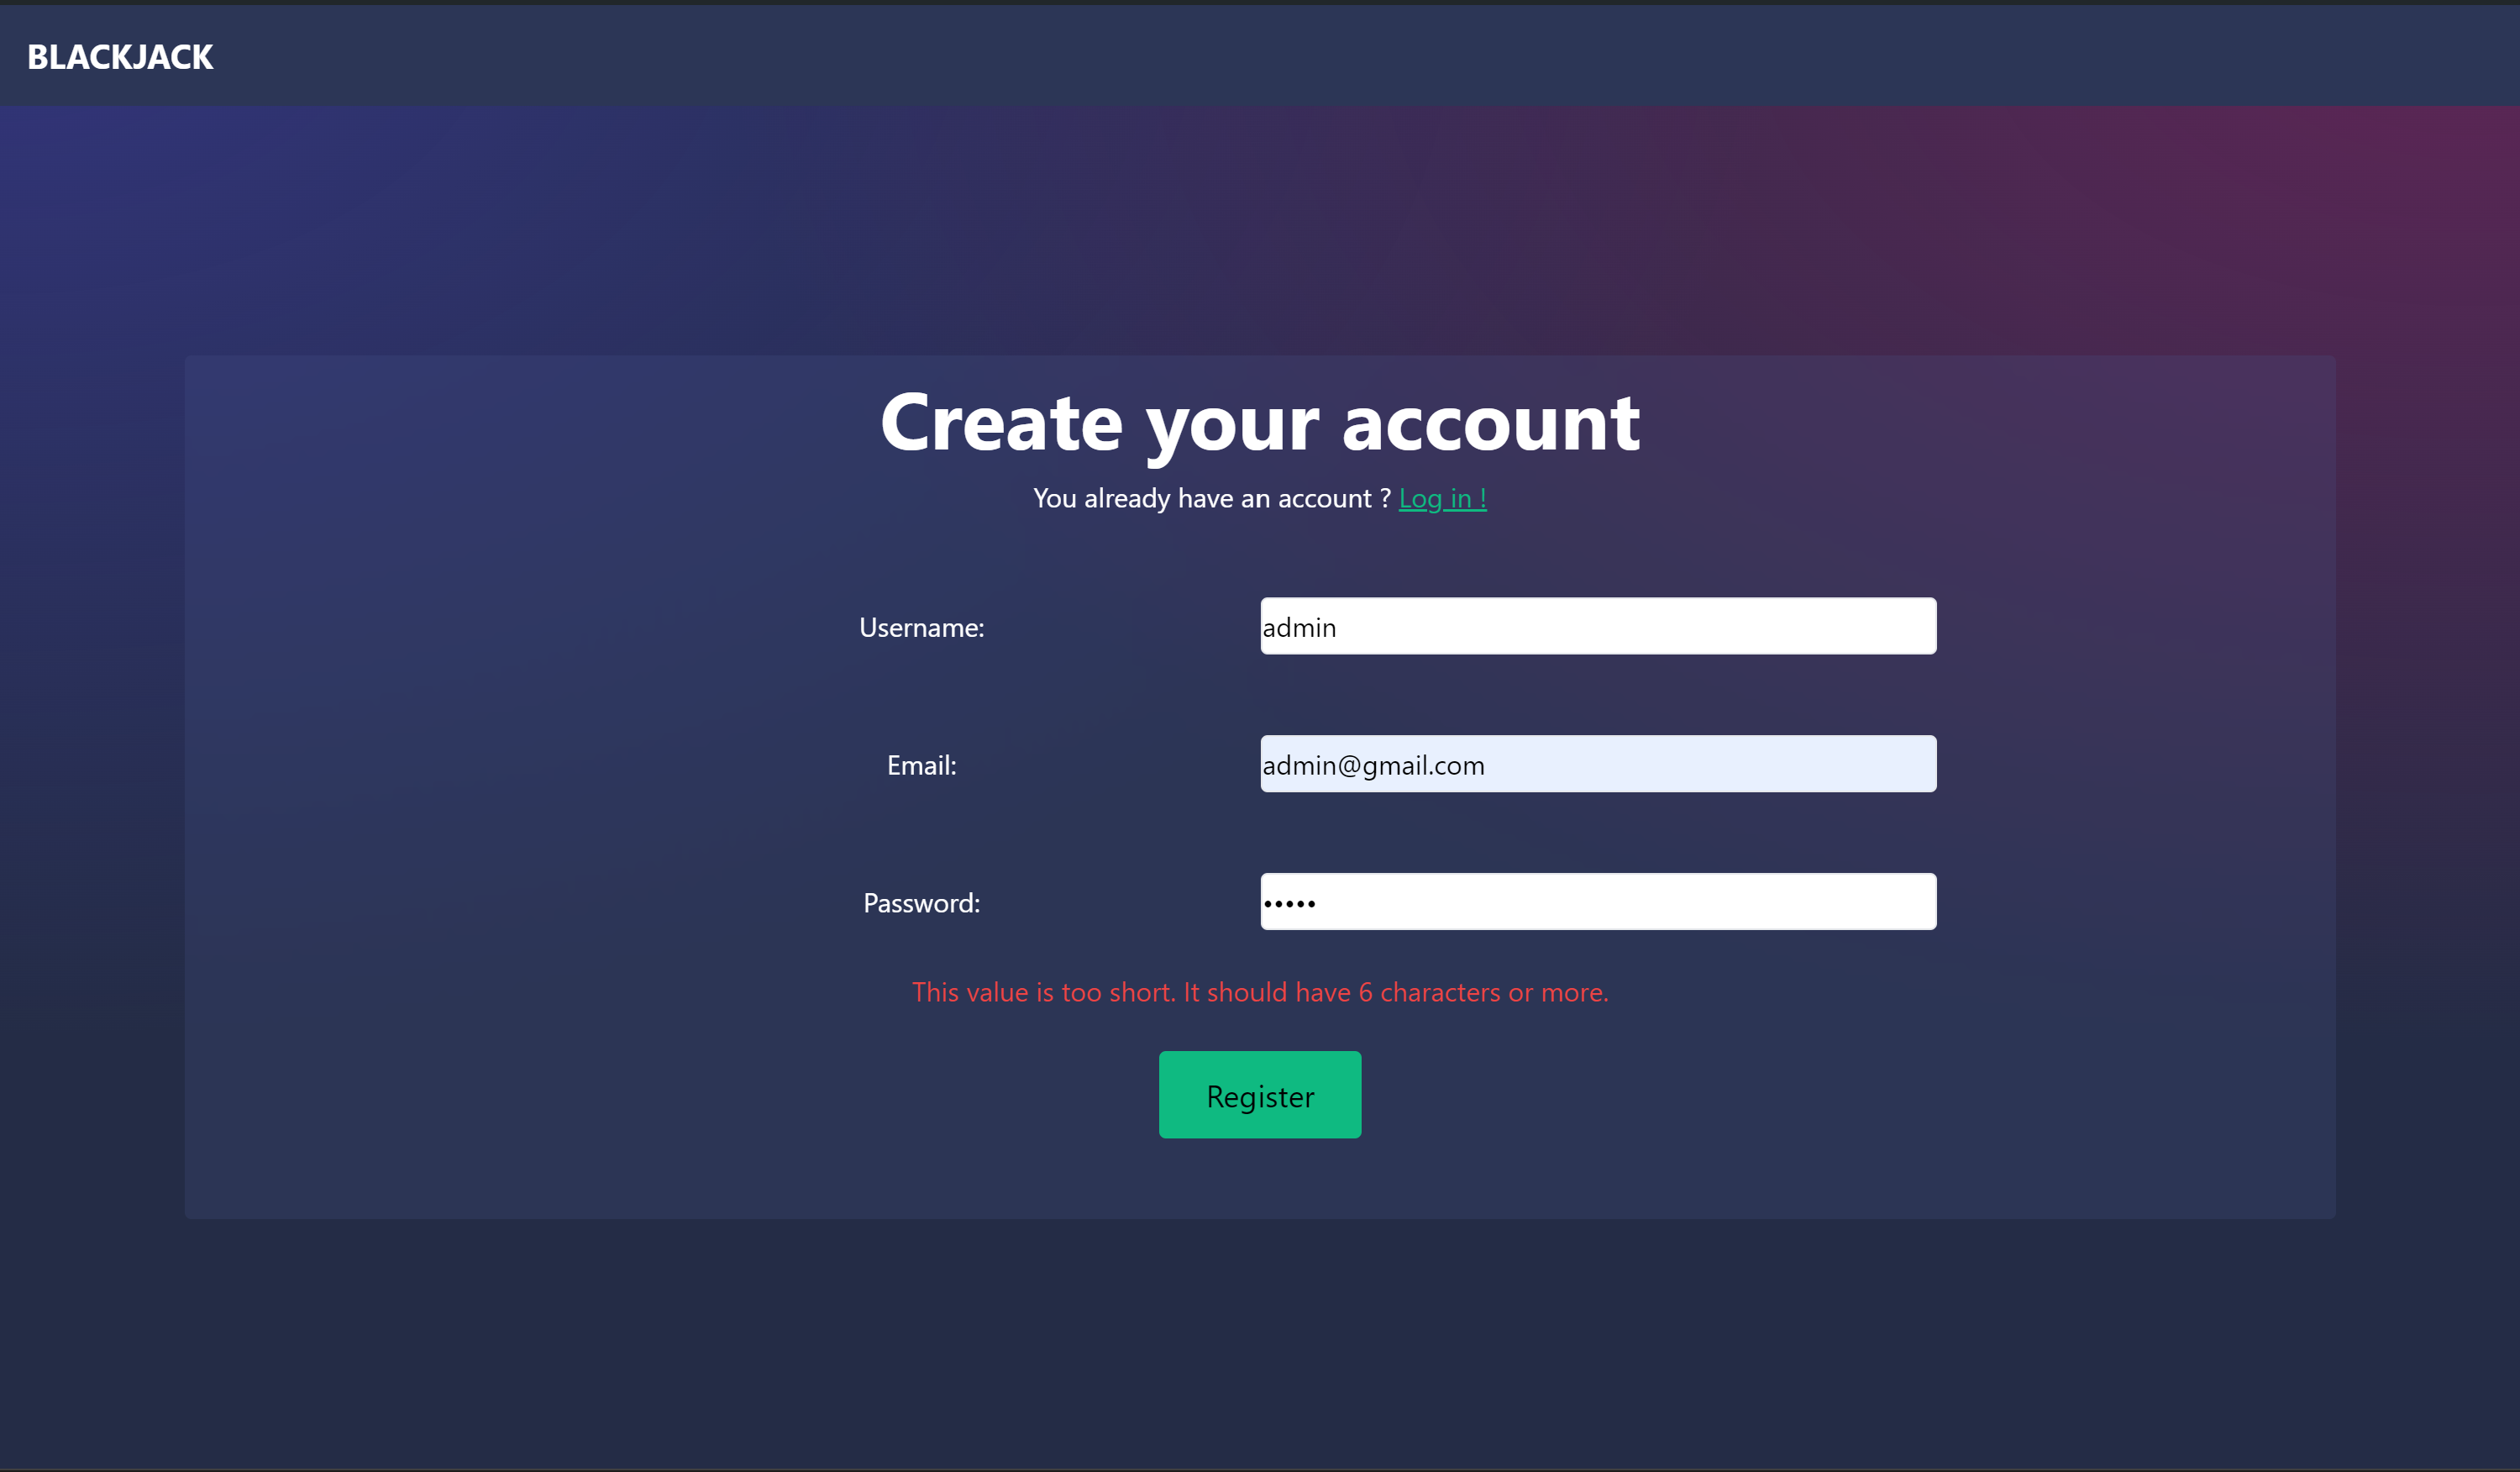 BLACKJACK
Create your account
You already have an account ? Log in !
Username: admin
Email: admin@gmail.com
Password: •••••
This value is too short. It should have 6 characters or more.
Register